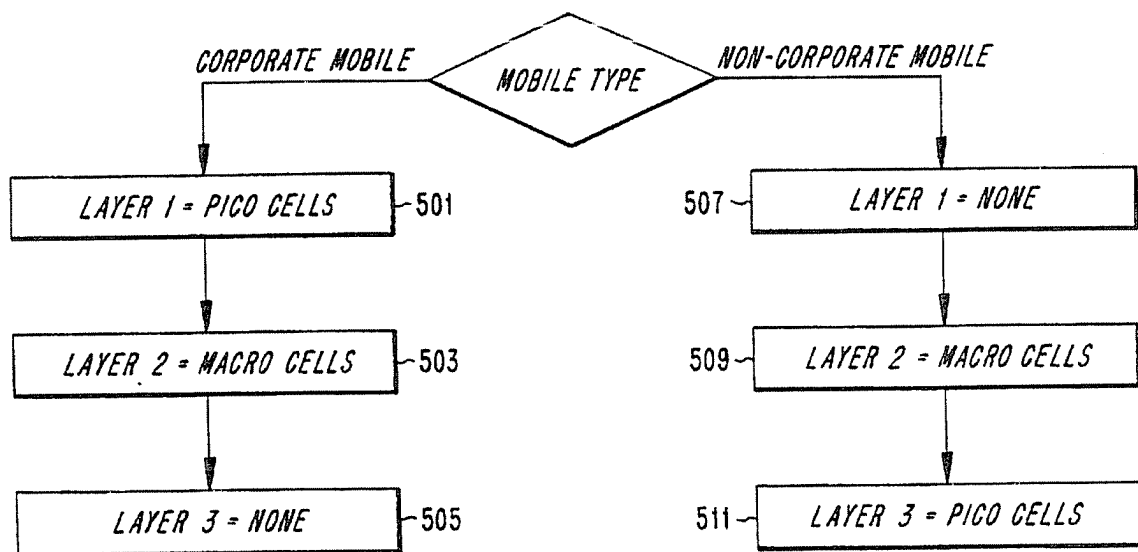 MOBILE TYPE
CORPORATE MOBILE
NON-CORPORATE MOBILE
LAYER 1 = PICO CELLS
501
LAYER 2 = MACRO CELLS
503
LAYER 3 = NONE
505
507
LAYER 1 = NONE
509
LAYER 2 = MACRO CELLS
511
LAYER 3 = PICO CELLS